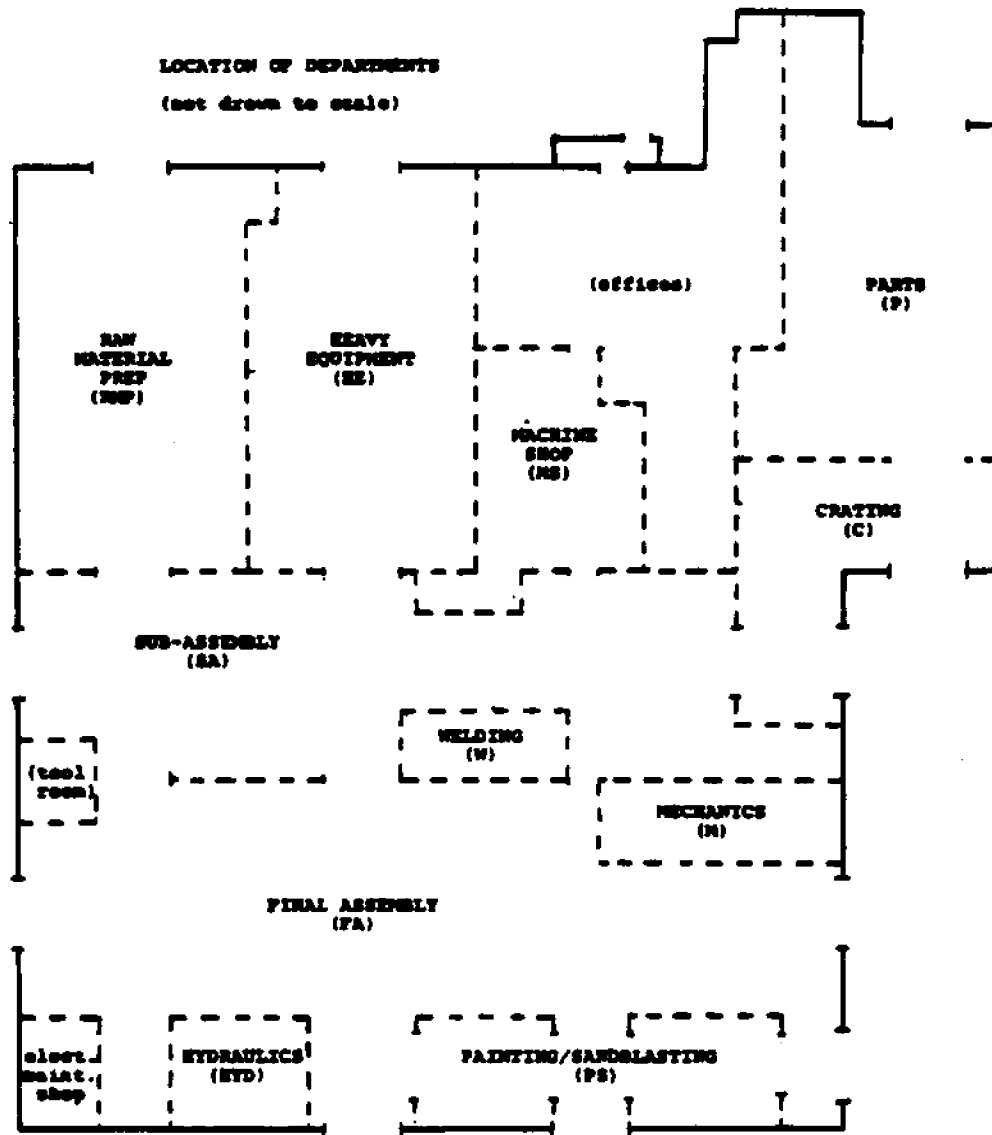 LOCATION OF DEPARTMENTS
(not drawn to scale)
(offices)
PARTS
(P)
RAW
MATERIAL
PREP
(RMP)
HEAVY
EQUIPMENT
(HE)
MACHINE
SHOP
(MS)
CRATING
(C)
SUB-ASSEMBLY
(SA)
WELDING
(W)
(tool
room)
MECHANICS
(M)
FINAL ASSEMBLY
(FA)
elect.
maint.
shop
HYDRAULICS
(HYD)
PAINTING/SANDBLASTING
(PS)